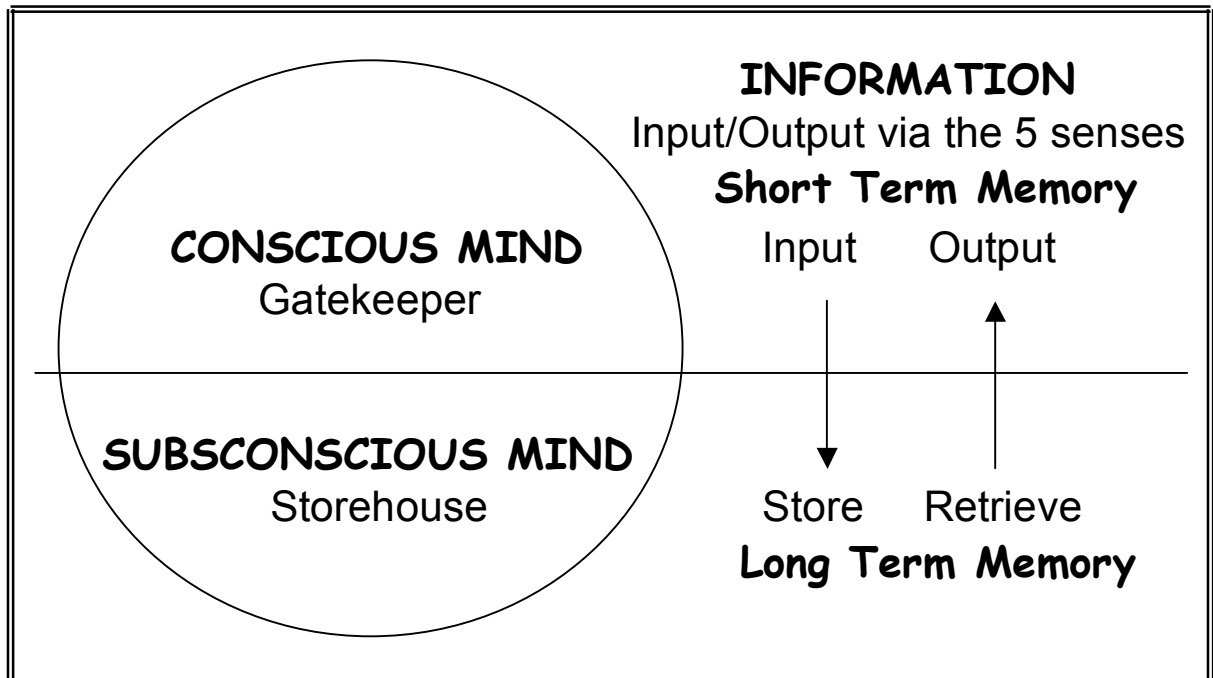 INFORMATION
Input/Output via the 5 senses
Short Term Memory
Input Output
CONSCIOUS MIND
Gatekeeper
SUBSCONSCIOUS MIND
Storehouse
Store Retrieve
Long Term Memory